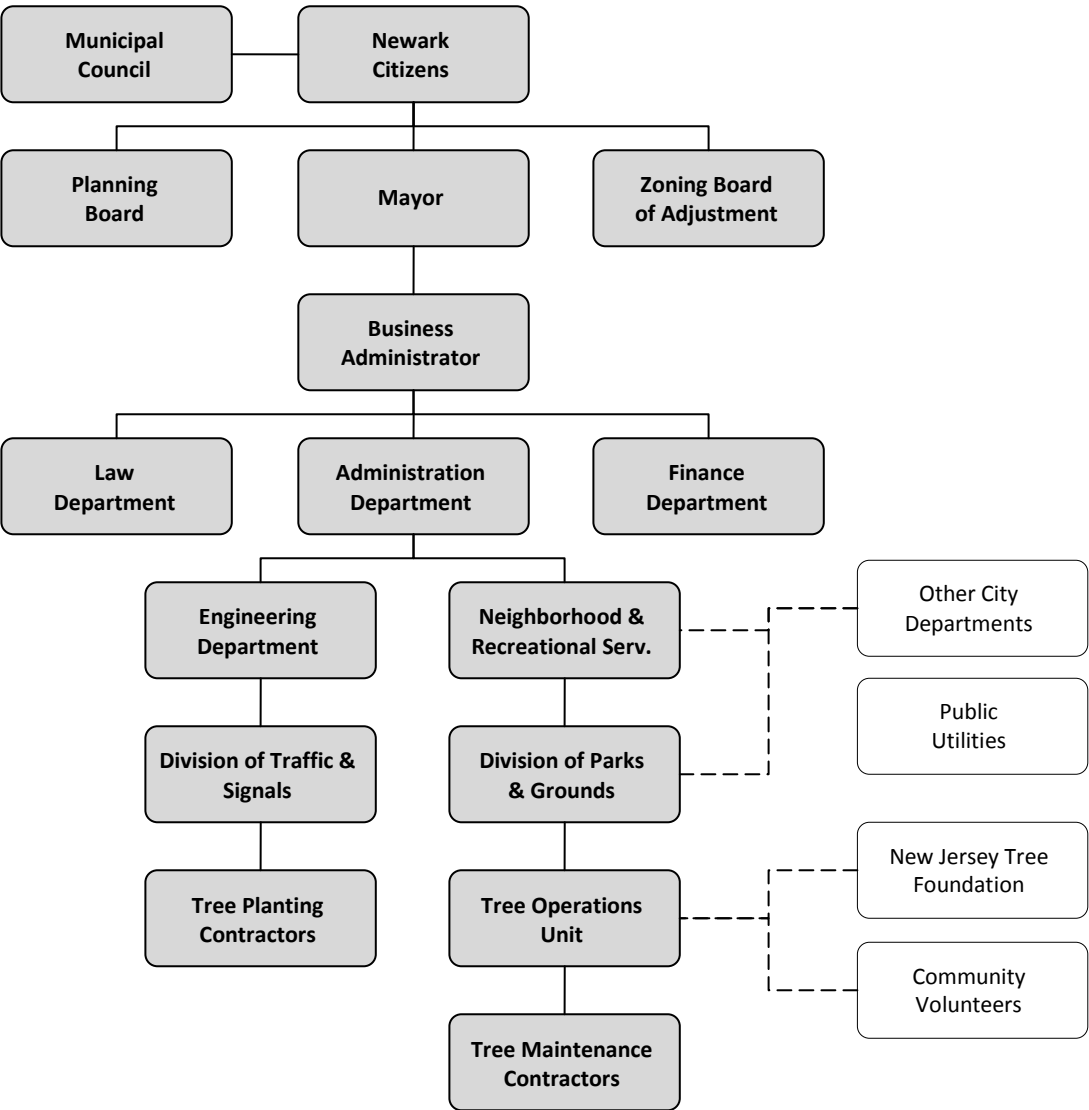 Municipal
Council
Newark
Citizens
Planning
Board
Mayor
Zoning Board
of Adjustment
Business
Administrator
Law
Department
Administration
Department
Finance
Department
Engineering
Department
Neighborhood &
Recreational Serv.
Other City
Departments
Public
Utilities
Division of Traffic &
Signals
Division of Parks
& Grounds
New Jersey Tree
Foundation
Tree Planting
Contractors
Tree Operations
Unit
Community
Volunteers
Tree Maintenance
Contractors